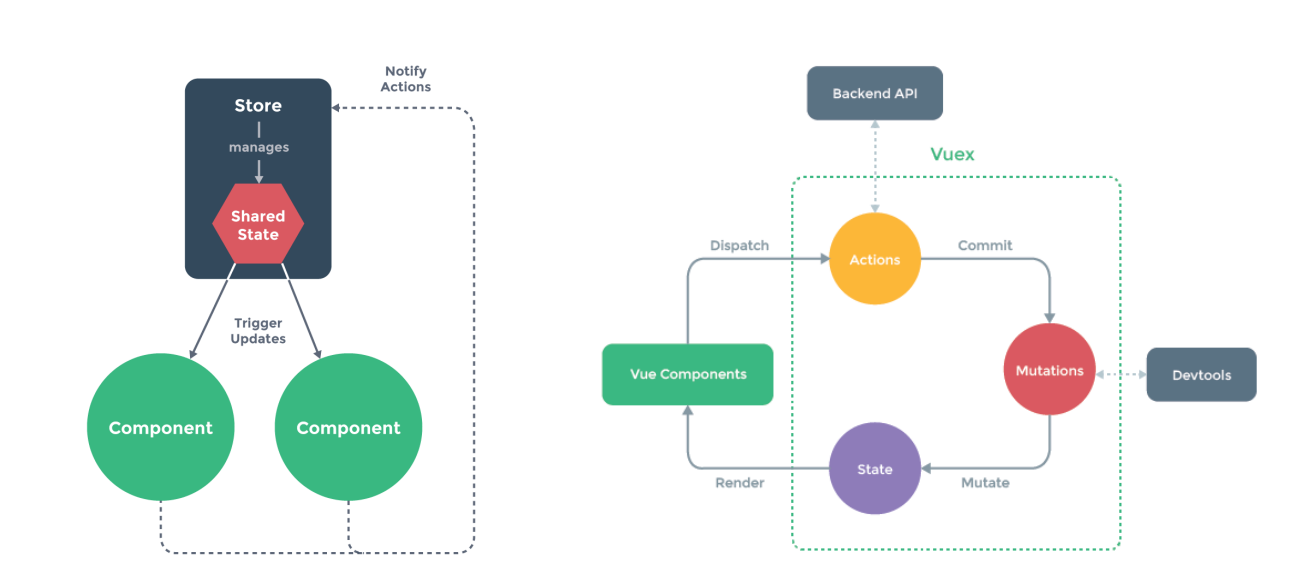 Notify
Actions
Store
manages
Shared
State
Trigger
Updates
Component
Component
Backend API
Vuex
Dispatch
Actions
Commit
Vue Components
Mutations
Devtools
State
Render
Mutate